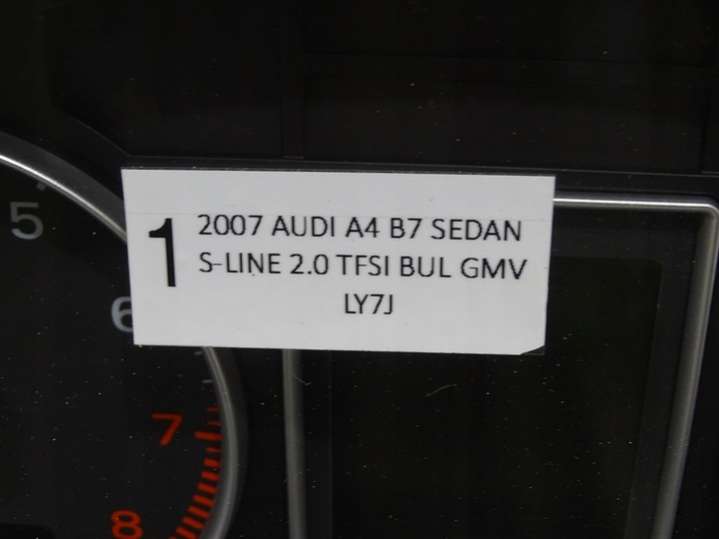 1
2007 AUDI A4 B7 SEDAN
S-LINE 2.0 TFSI BUL GMV
LY7J
5
6
7
8